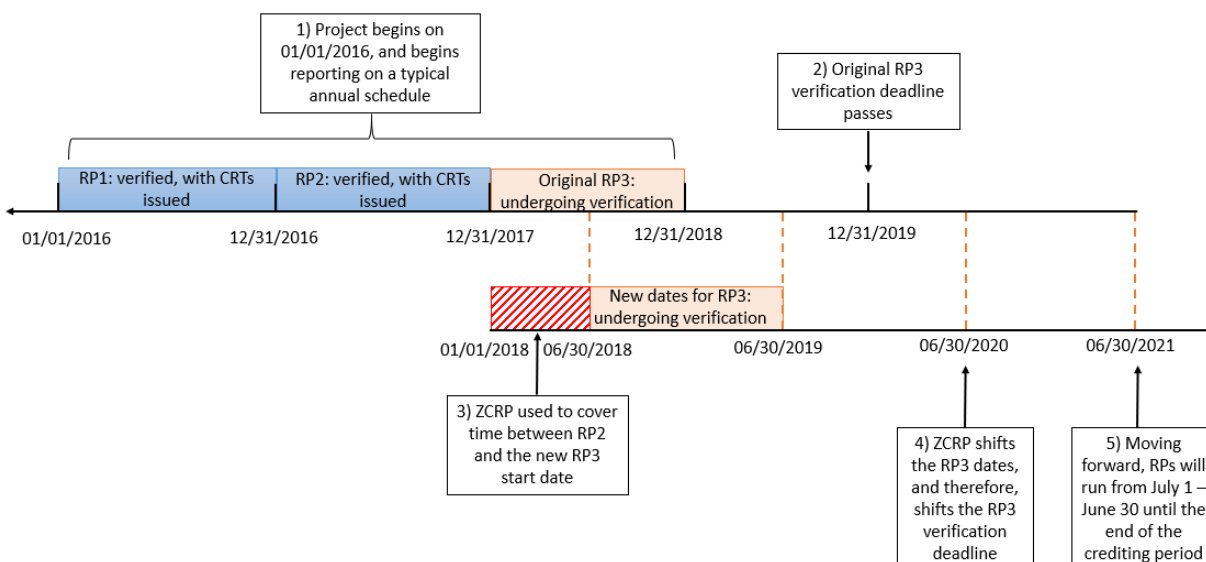 1) Project begins on
01/01/2016, and begins
reporting on a typical
annual schedule
2) Original RP3
verification deadline
passes
RP1: verified, with CRTs
issued
RP2: verified, with CRTs
issued
Original RP3:
undergoing verification
01/01/2016
12/31/2016
12/31/2017
12/31/2018
12/31/2019
New dates for RP3:
undergoing verification
01/01/2018
06/30/2018
06/30/2019
06/30/2020
06/30/2021
3) ZCRP used to cover
time between RP2
and the new RP3
start date
4) ZCRP shifts
the RP3 dates,
and therefore,
shifts the RP3
verification
deadline
5) Moving
forward, RPs will
run from July 1 –
June 30 until the
end of the
crediting period